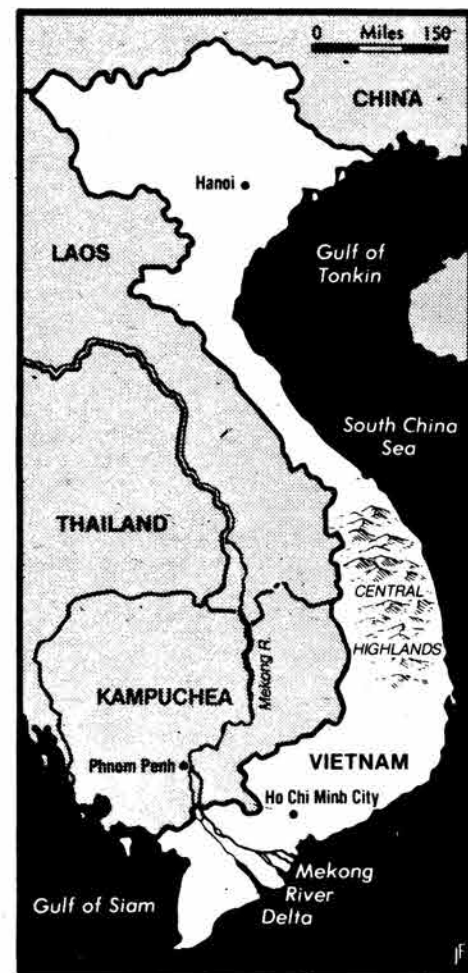 0 Miles 150
CHINA
Hanoi
LAOS
Gulf of
Tonkin
South China
Sea
THAILAND
CENTRAL
HIGHLANDS
Mekong R.
KAMPUCHEA
VIETNAM
Phnom Penh
Ho Chi Minh City
Mekong
River
Delta
Gulf of Siam
JF